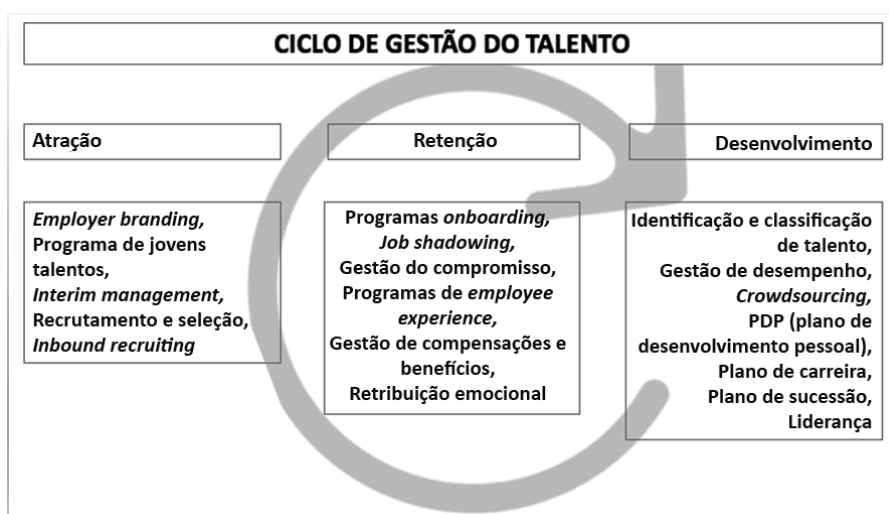 CICLO DE GESTÃO DO TALENTO
Atração
Employer branding,
Programa de jovens
talentos,
Interim management,
Recrutamento e seleção,
Inbound recruiting
Retenção
Programas onboarding,
Job shadowing,
Gestão do compromisso,
Programas de employee
experience,
Gestão de compensações e
benefícios,
Retribuição emocional
Desenvolvimento
Identificação e classificação
de talento,
Gestão de desempenho,
Crowdsourcing,
PDP (plano de
desenvolvimento pessoal),
Plano de carreira,
Plano de sucessão,
Liderança